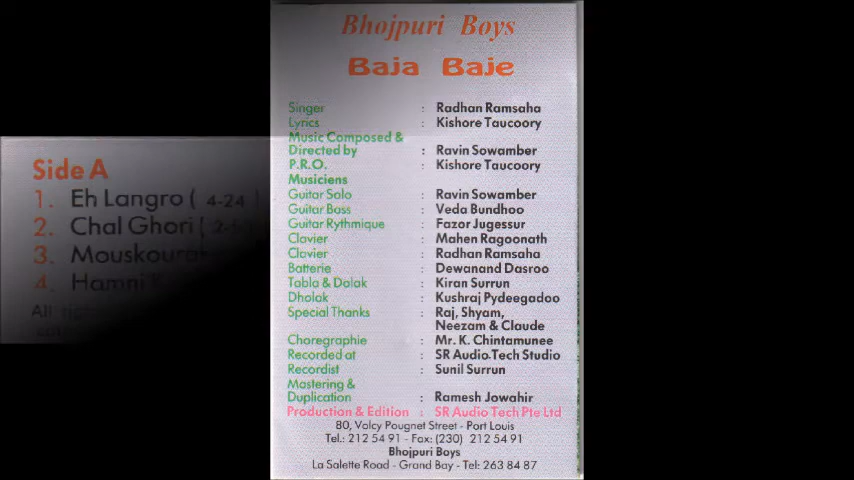 Bhojpuri Boys
Baja Baje
Singer : Radhan Ramsaha
Lyrics : Kishore Taucoory
Music Composed &
Directed by : Ravin Sowamber
P.R.O. : Kishore Taucoory
Musiciens
Guitar Solo : Ravin Sowamber
Guitar Bass : Veda Bundhoo
Guitar Rythmique : Fazor Jugessur
Clavier : Mahen Ragoonath
Clavier : Radhan Ramsaha
Batterie : Dewanand Dasroo
Tabla & Dalak : Kiran Surrun
Dholak : Kushraj Pydeegadoo
Special Thanks : Raj, Shyam,
Neezam & Claude
Choregraphie : Mr. K. Chintamunee
Recorded at : SR Audio.Tech Studio
Recordist : Sunil Surrun
Mastering &
Duplication : Ramesh Jowahir
Production & Edition : SR Audio Tech Pte Ltd
80, Volcy Pougnet Street - Port Louis
Tel.: 212 54 91 - Fax: (230) 212 54 91
Bhojpuri Boys
La Salette Road - Grand Bay - Tel: 263 84 87
Side A
1. Eh Langro ( 4-24 )
2. Chal Ghori (
3.
4. Hamni
All